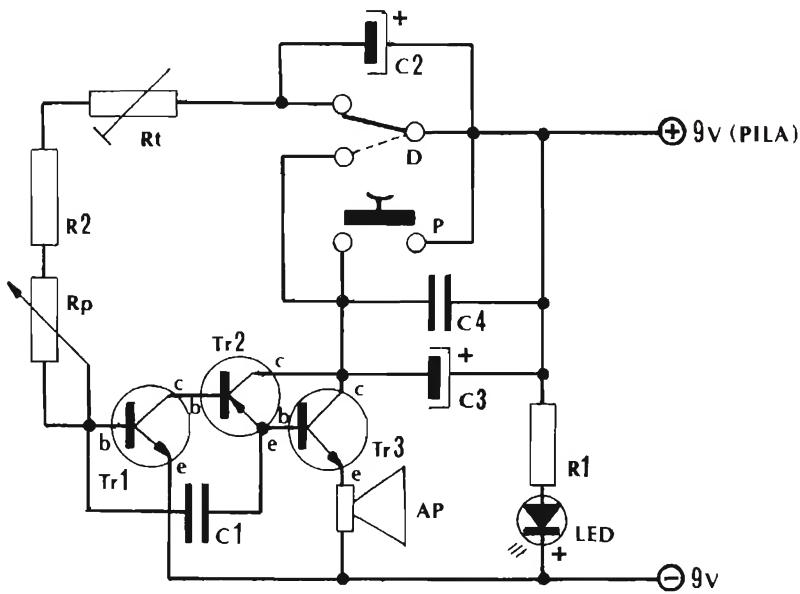 +
C2
Rt
D
+ 9V (PILA)
R2
P
Rp
C4
Tr2
c
+
C3
c
b
b
c
b
e
Tr3
Tr1
e
e
R1
C1
AP
LED
+
- 9V